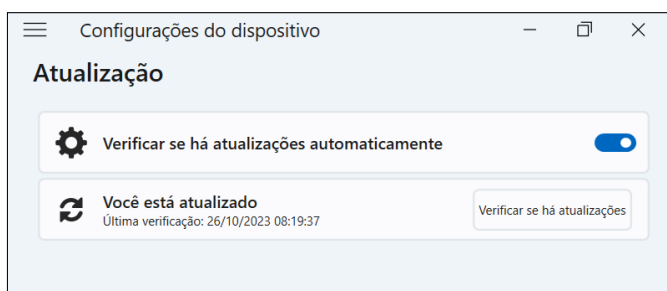 Configurações do dispositivo
Atualização
Verificar se há atualizações automaticamente
Você está atualizado
Última verificação: 26/10/2023 08:19:37
Verificar se há atualizações